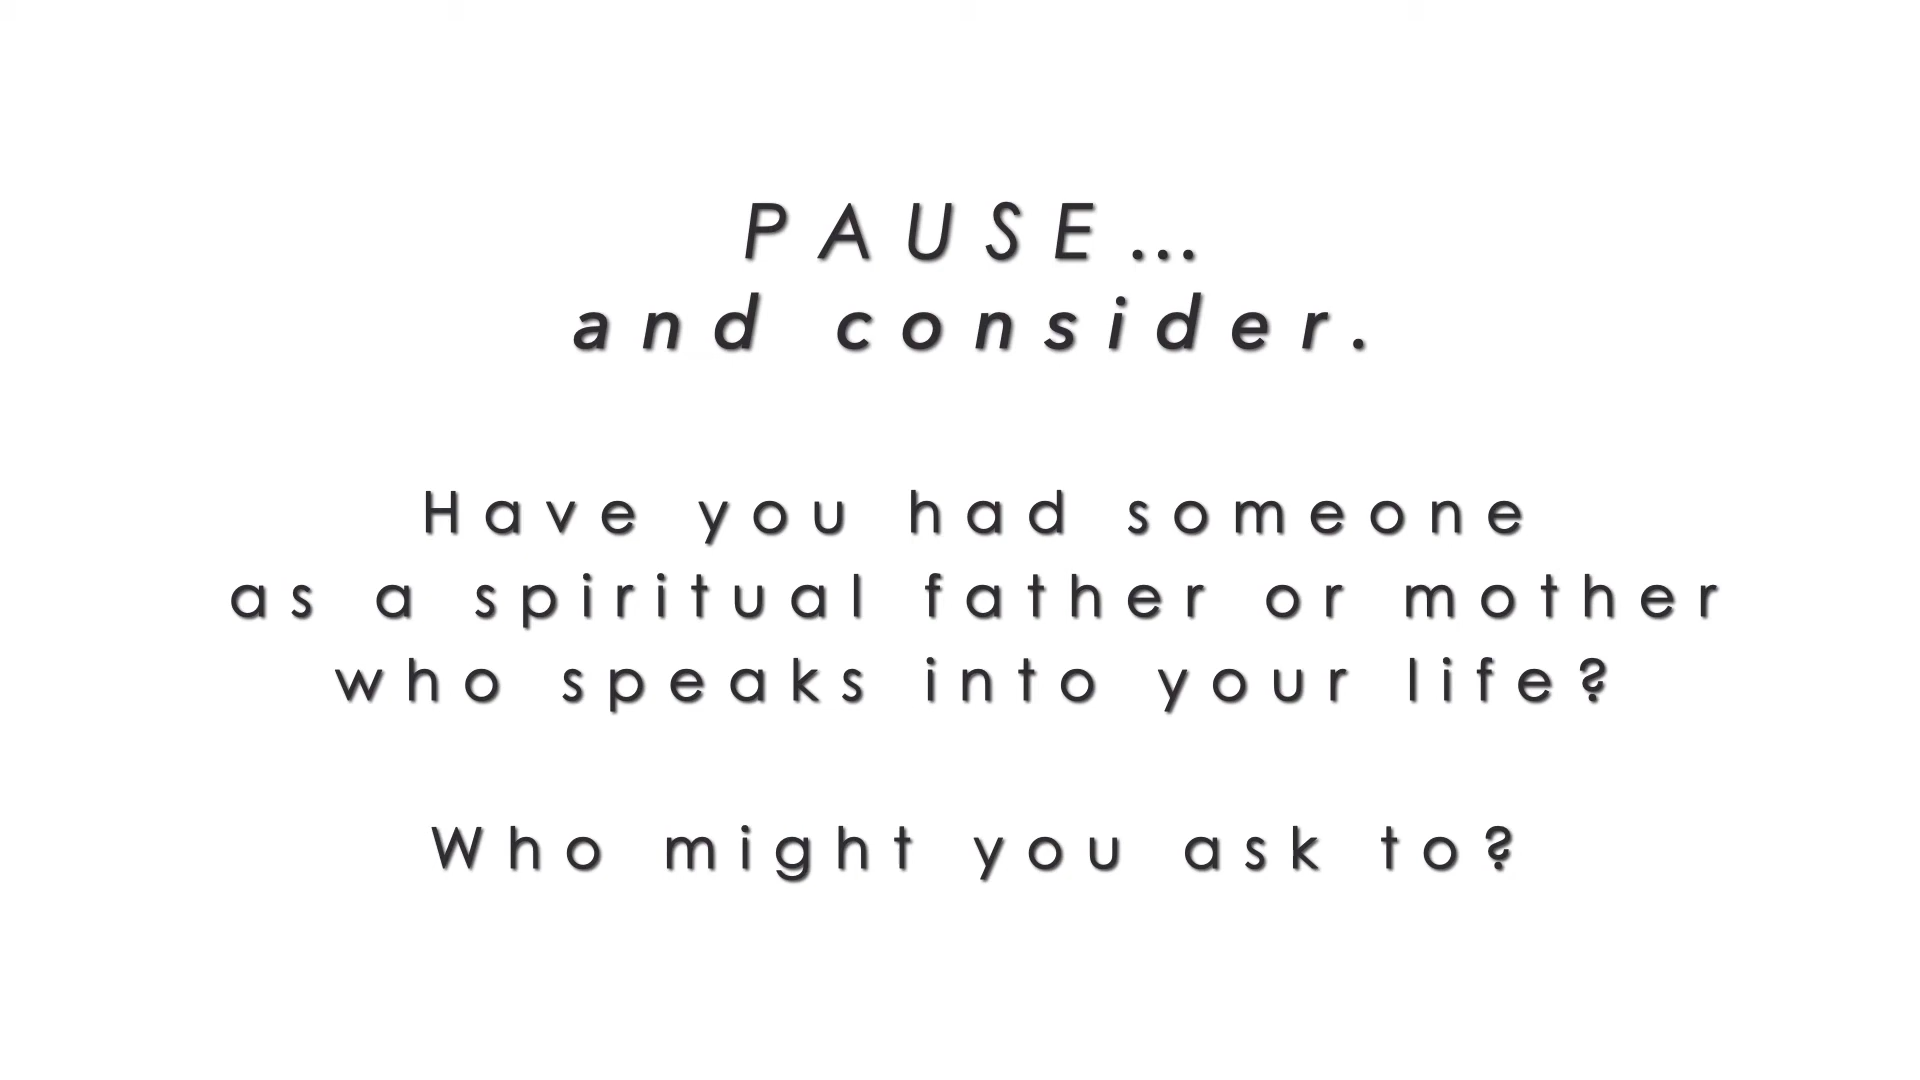 PAUSE...
and consider.
Have you had someone
as a spiritual father or mother
who speaks into your life?
Who might you ask to?